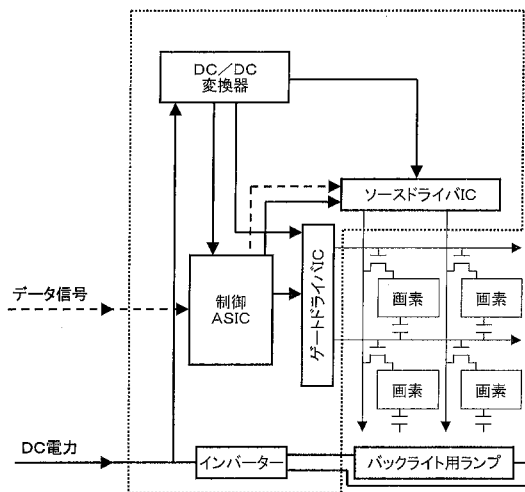 DC／DC
変換器
ソースドライバIC
ゲートドライバIC
データ信号
制御
ASIC
画素
画素
画素
画素
DC電力
インバーター
バックライト用ランプ